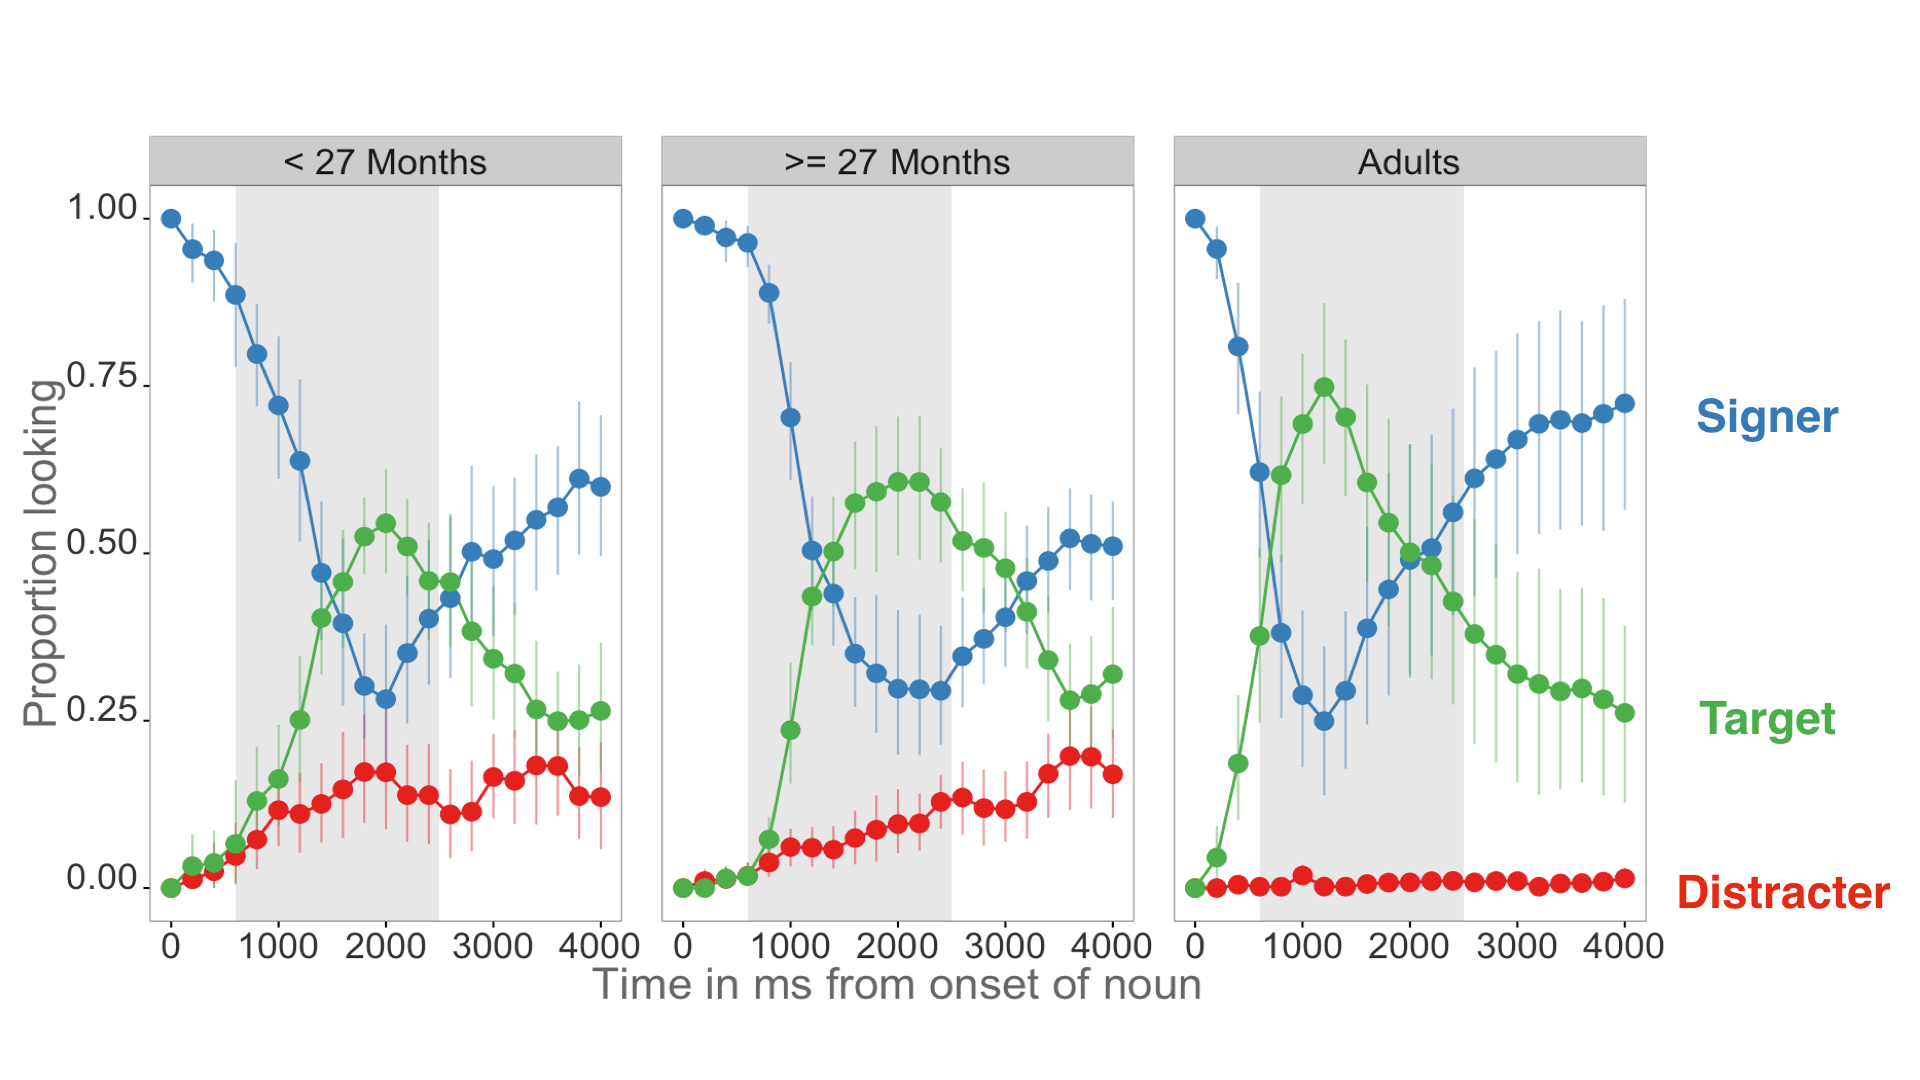 < 27 Months
>= 27 Months
Adults
1.00
0.75
0.50
0.25
0.00
Proportion looking
0 1000 2000 3000 4000
0 1000 2000 3000 4000
0 1000 2000 3000 4000
Time in ms from onset of noun
Signer
Target
Distracter